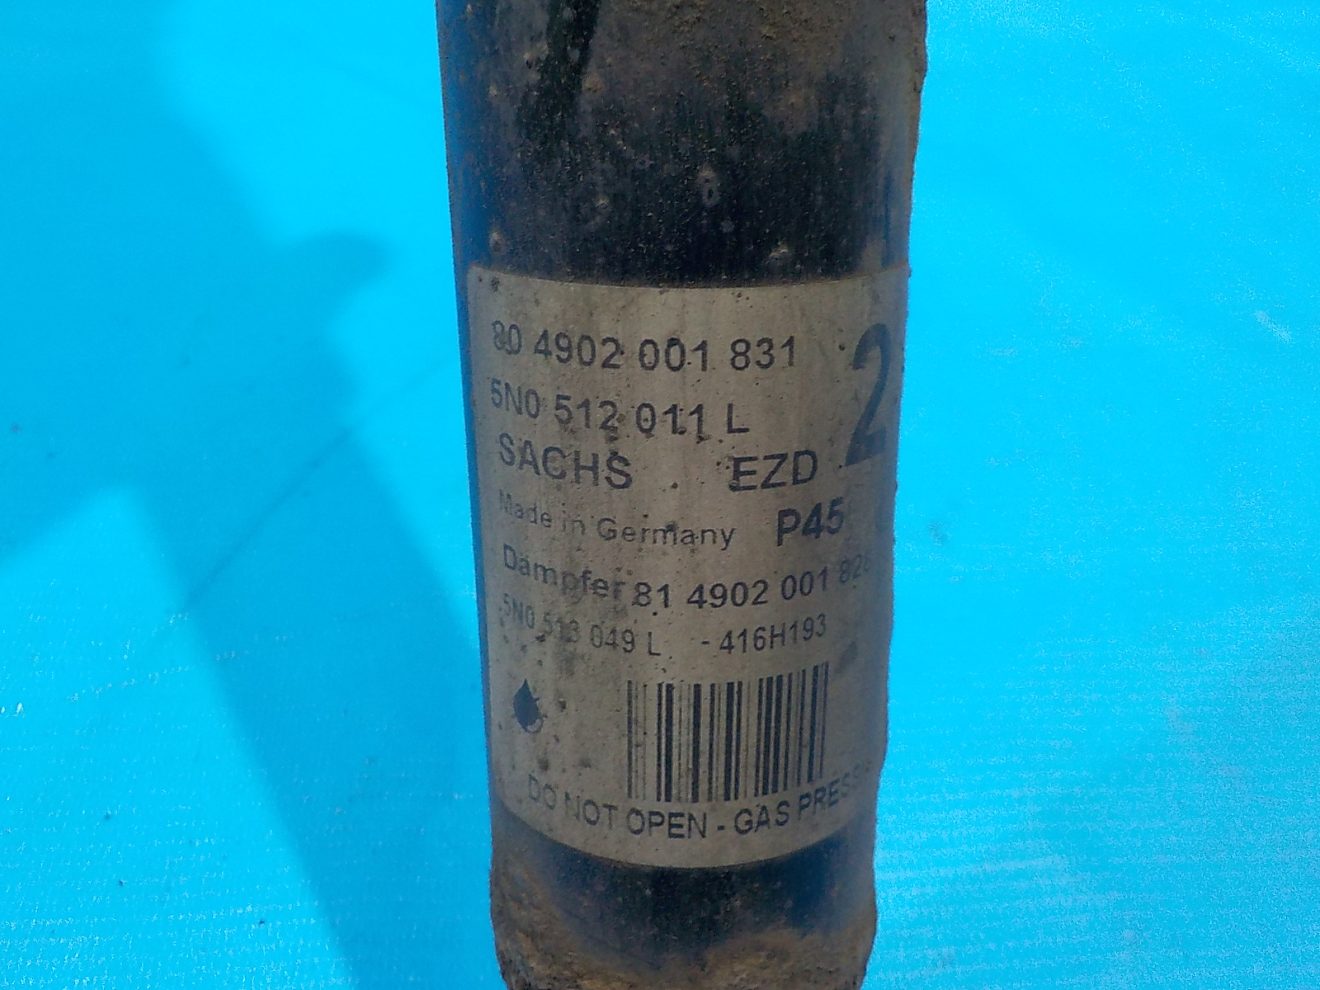 80 4902 001 831
2
5N0 512 011 L
SACHS EZD
Made in Germany P45
Dämpfer 81 4902 001
5N0 513 049 L - 416H193
DO NOT OPEN - GAS PRESS